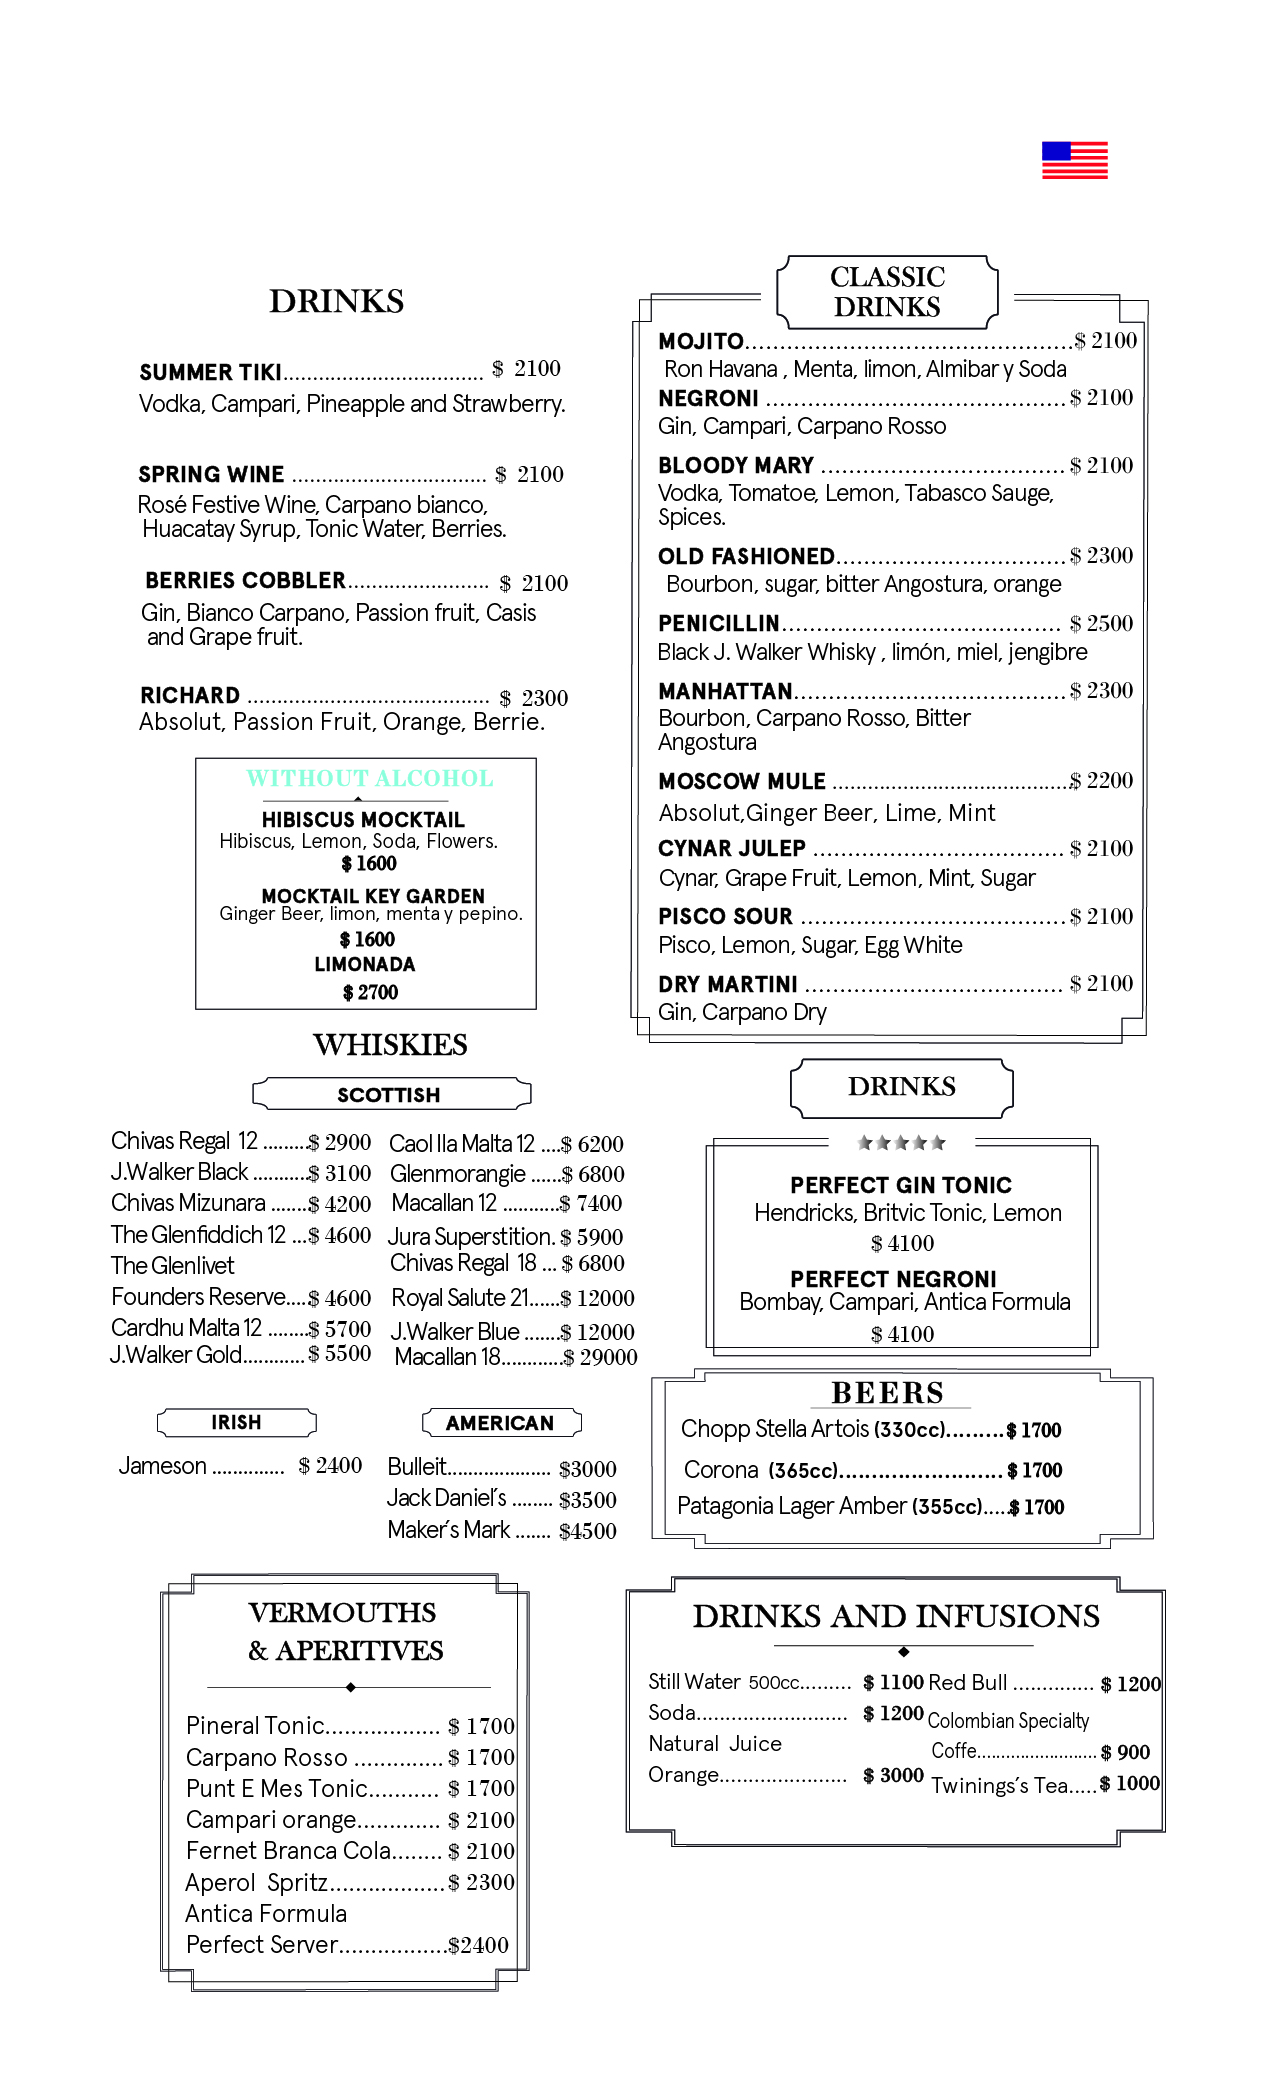 DRINKS
SUMMER TIKI.................................. $ 2100
Vodka, Campari, Pineapple and Strawberry.
SPRING WINE ................................. $ 2100
Rosé Festive Wine, Carpano bianco,
Huacatay Syrup, Tonic Water, Berries.
BERRIES COBBLER........................ $ 2100
Gin, Bianco Carpano, Passion fruit, Casis
and Grape fruit.
RICHARD ......................................... $ 2300
Absolut, Passion Fruit, Orange, Berrie.
WITHOUT ALCOHOL
HIBISCUS MOCKTAIL
Hibiscus, Lemon, Soda, Flowers.
$ 1600
MOCKTAIL KEY GARDEN
Ginger Beer, limon, menta y pepino.
$ 1600
LIMONADA
$ 2700
WHISKIES
SCOTTISH
Chivas Regal 12 ........$ 2900
J.Walker Black ..........$ 3100
Chivas Mizunara .......$ 4200
The Glenfiddich 12 ...$ 4600
The Glenlivet
Founders Reserve....$ 4600
Cardhu Malta 12 .......$ 5700
J.Walker Gold............$ 5500
Caol Ila Malta 12 ....$ 6200
Glenmorangie ......$ 6800
Macallan 12 ...........$ 7400
Jura Superstition. $ 5900
Chivas Regal 18 ... $ 6800
Royal Salute 21......$ 12000
J.Walker Blue .......$ 12000
Macallan 18............$ 29000
IRISH
Jameson .............. $ 2400
AMERICAN
Bulleit.................... $3000
Jack Daniel´s ........ $3500
Maker´s Mark ....... $4500
VERMOUTHS
& APERITIVES
Pineral Tonic.................. $ 1700
Carpano Rosso .............. $ 1700
Punt E Mes Tonic........... $ 1700
Campari orange............. $ 2100
Fernet Branca Cola........ $ 2100
Aperol Spritz..................$ 2300
Antica Formula
Perfect Server.................$2400
CLASSIC
DRINKS
MOJITO...............................................$ 2100
Ron Havana , Menta, limon, Almibar y Soda
NEGRONI ...........................................$ 2100
Gin, Campari, Carpano Rosso
BLOODY MARY ...................................$ 2100
Vodka, Tomatoe, Lemon, Tabasco Sauge,
Spices.
OLD FASHIONED.................................$ 2300
Bourbon, sugar, bitter Angostura, orange
PENICILLIN........................................ $ 2500
Black J. Walker Whisky , limón, miel, jengibre
MANHATTAN.......................................$ 2300
Bourbon, Carpano Rosso, Bitter
Angostura
MOSCOW MULE ........................................$ 2200
Absolut,Ginger Beer, Lime, Mint
CYNAR JULEP .................................... $ 2100
Cynar, Grape Fruit, Lemon, Mint, Sugar
PISCO SOUR ......................................$ 2100
Pisco, Lemon, Sugar, Egg White
DRY MARTINI ..................................... $ 2100
Gin, Carpano Dry
DRINKS
PERFECT GIN TONIC
Hendricks, Britvic Tonic, Lemon
$ 4100
PERFECT NEGRONI
Bombay, Campari, Antica Formula
$ 4100
BEERS
Chopp Stella Artois (330cc).........$ 1700
Corona (365cc)........................ $ 1700
Patagonia Lager Amber (355cc).....$ 1700
DRINKS AND INFUSIONS
Still Water 500cc......... $ 1100
Soda.......................... $ 1200
Natural Juice
Orange...................... $ 3000
Red Bull .............. $ 1200
Colombian Specialty
Coffe......................... $ 900
Twinings´s Tea.....$ 1000